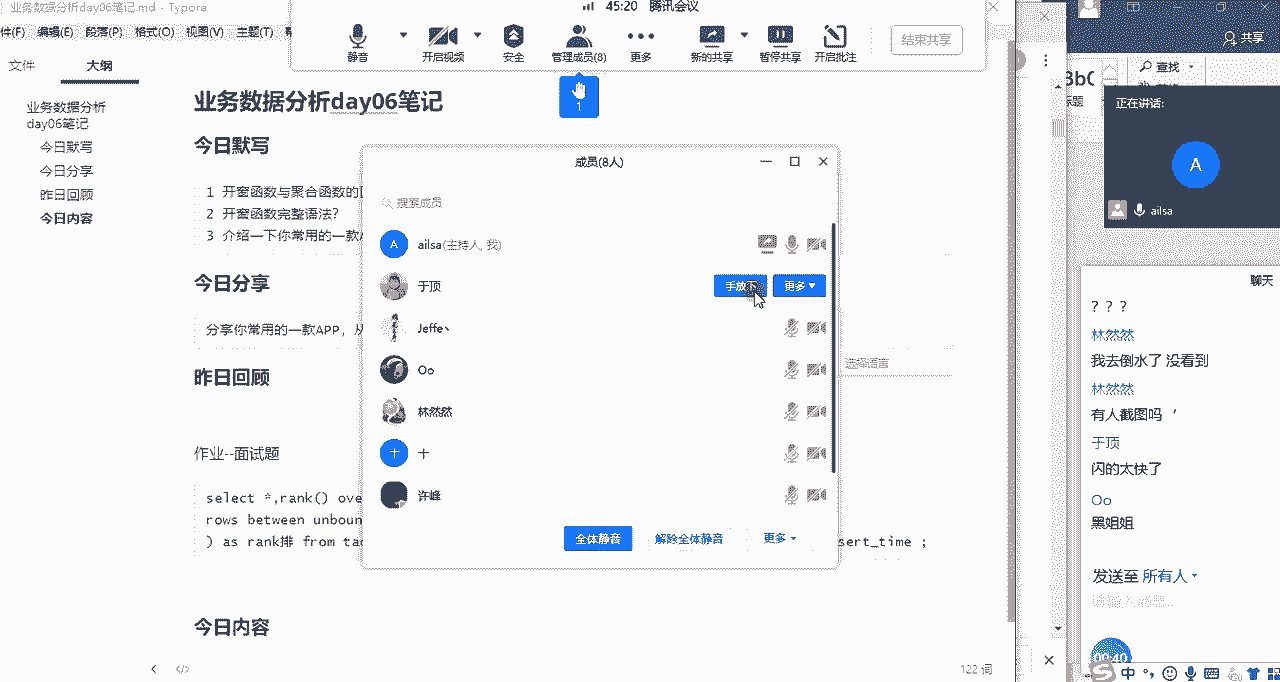 业务数据分析day06笔记.md - Typora
45:20 腾讯会议
件(F) 编辑(E) 段落(P) 格式(O) 视图(V) 主题(T)
静音
开启视频
安全
管理成员(8)
更多
新的共享
暂停共享
开启批注
结束共享
1
共享
查找
文件 大纲
业务数据分析
day06笔记
今日默写
今日分享
昨日回顾
今日内容
业务数据分析day06笔记
今日默写
1 开窗函数与聚合函数的
2 开窗函数完整语法?
3 介绍一下你常用的一款
今日分享
分享你常用的一款APP，从
昨日回顾
作业--面试题
select *,rank() ove
rows between unboun
) as rank排 from tac
sert_time ;
今日内容
122 词
成员(8人)
搜索成员
A ailsa(主持人, 我)
于顶
手放下 更多
Jeffe丶
Oo
林然然
十 十
许峰
全体静音 解除全体静音 更多
选择语言
正在讲话:
A
ailsa
聊天
? ? ?
林然然
我去倒水了 没看到
林然然
有人截图吗 ′
于顶
闪的太快了
Oo
黑姐姐
发送至 所有人
请输入消息...
00:40
中